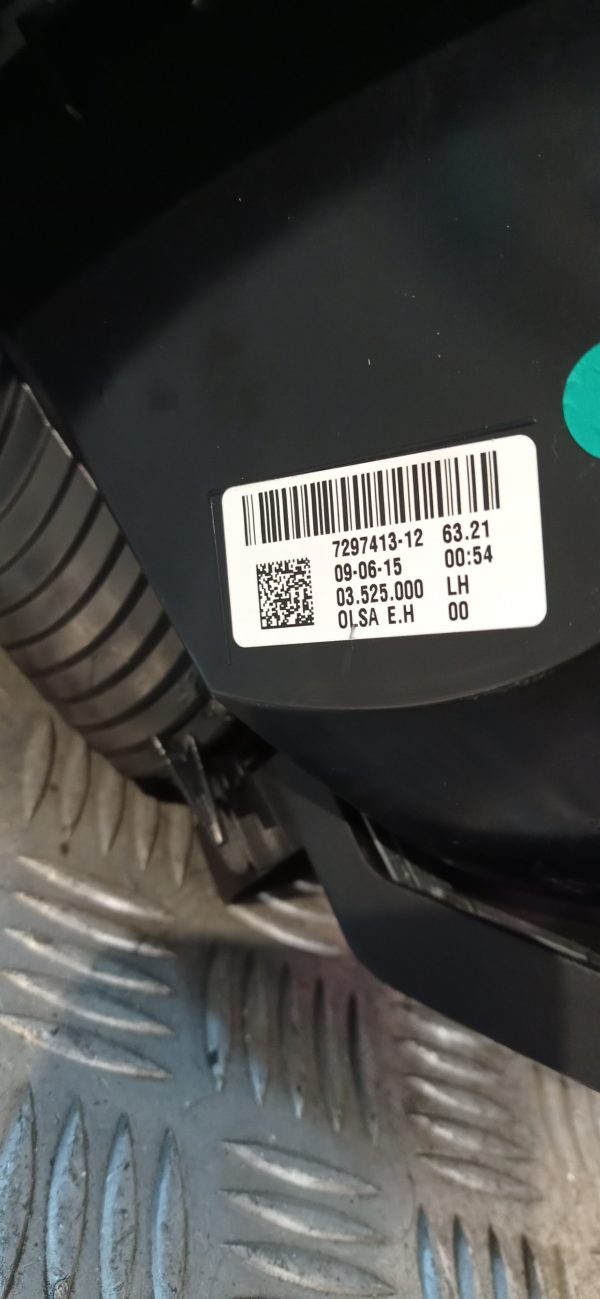 7297413-12 63.21
09-06-15 00:54
03.525.000 LH
OLSA E.H 00